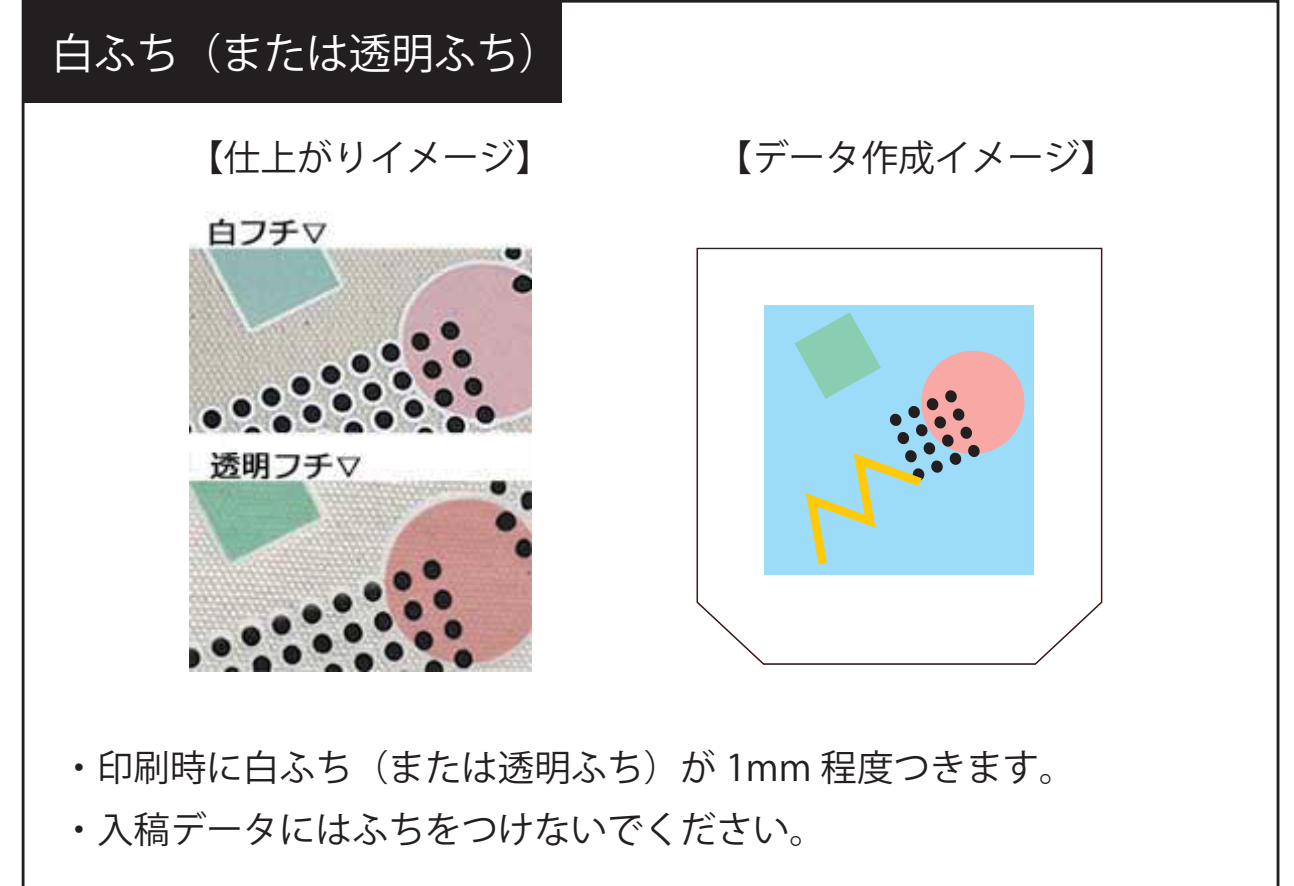 白ふち（または透明ふち）
【仕上がりイメージ】
【データ作成イメージ】
白フチ▽
透明フチ▽
・印刷時に白ふち（または透明ふち）が 1mm 程度つきます。
・入稿データにはふちをつけないでください。